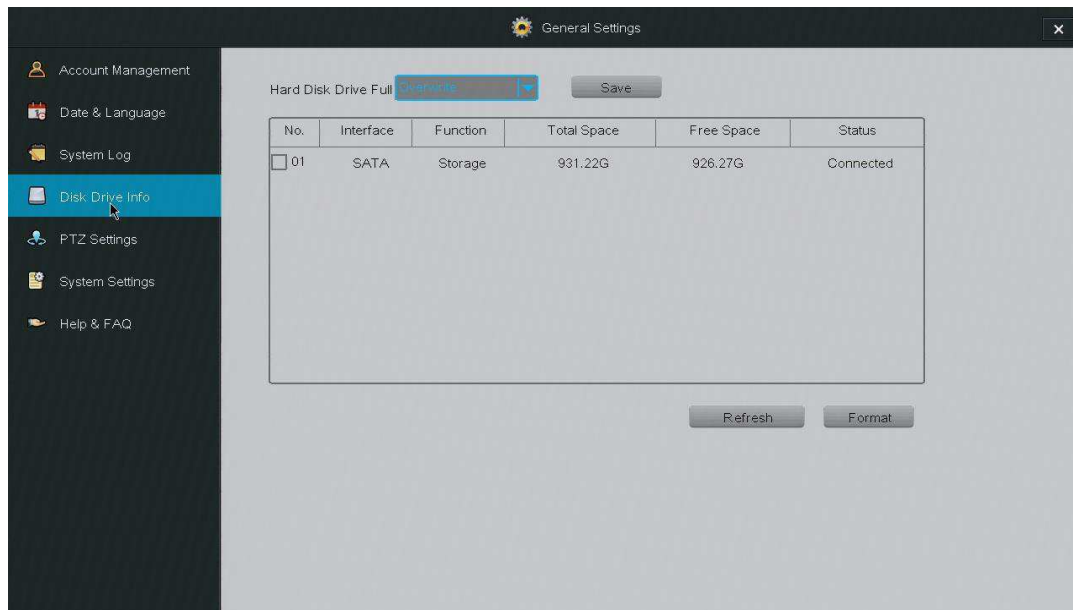 General Settings
Account Management
Date & Language
System Log
Disk Drive Info
PTZ Settings
System Settings
Help & FAQ
Hard Disk Drive Full Overwrite Save
No. Interface Function Total Space Free Space Status
01 SATA Storage 931.22G 926.27G Connected
Refresh Format